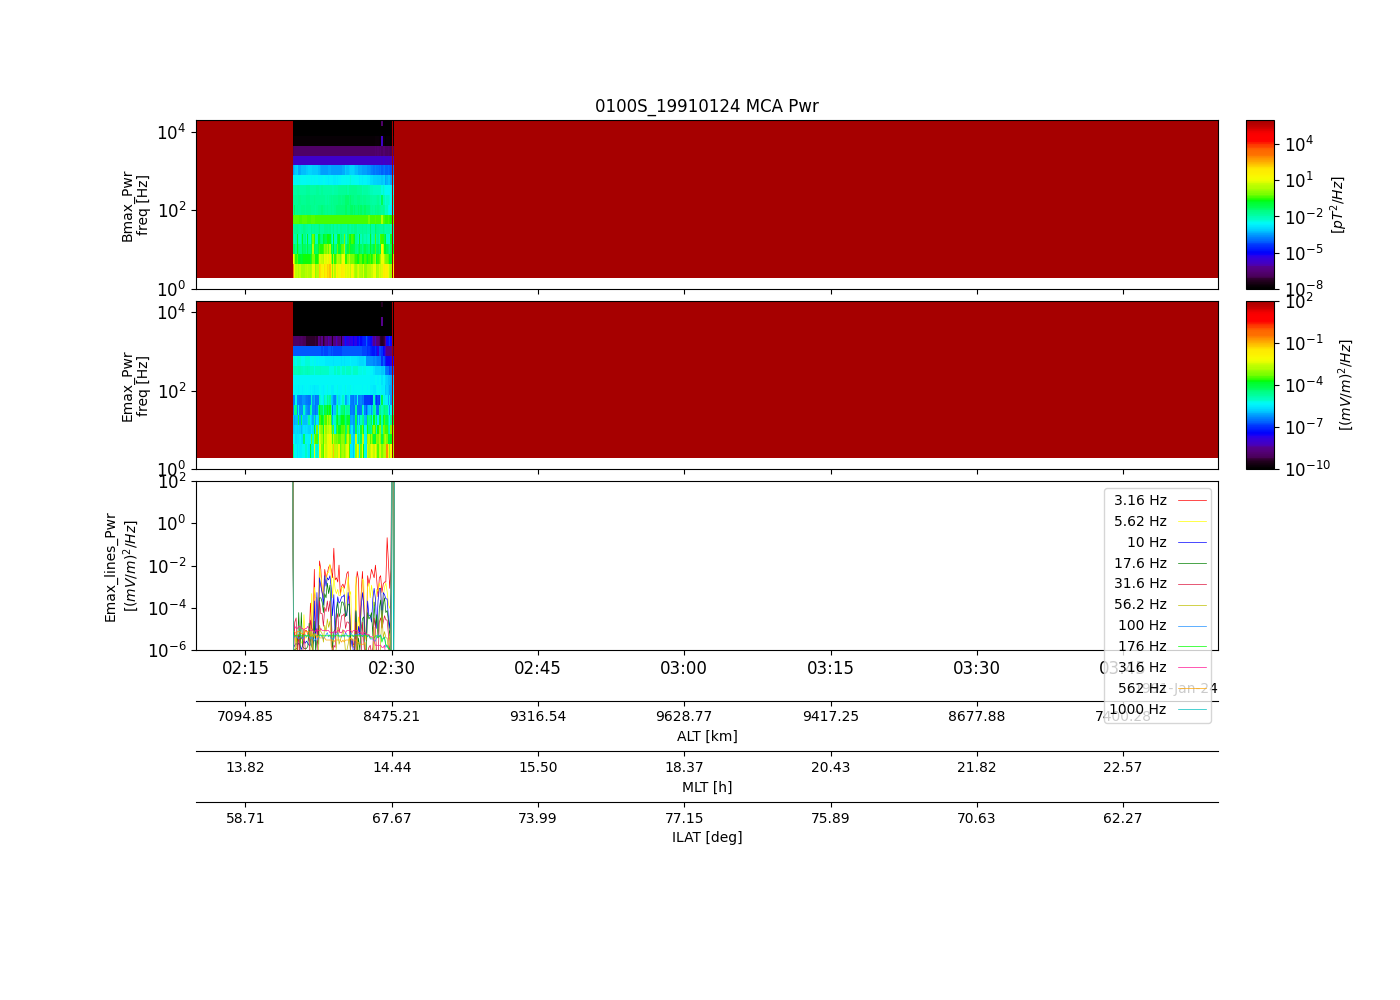 0100S_19910124 MCA Pwr
Bmax_Pwr
freq [Hz]
10^4
10^2
10^0
10^4
10^1
10^-2
10^-5
10^-8
[pT^2/Hz]
Emax_Pwr
freq [Hz]
10^4
10^2
10^0
10^2
10^-1
10^-4
10^-7
10^-10
[(mV/m)^2/Hz]
Emax_lines_Pwr
[(mV/m)^2/Hz]
10^2
10^0
10^-2
10^-4
10^-6
3.16 Hz
5.62 Hz
10 Hz
17.6 Hz
31.6 Hz
56.2 Hz
100 Hz
176 Hz
316 Hz
562 Hz
1000 Hz
02:15 02:30 02:45 03:00 03:15 03:30 03:45
-Jan-24
7094.85 8475.21 9316.54 9628.77 9417.25 8677.88 7400.28
ALT [km]
13.82 14.44 15.50 18.37 20.43 21.82 22.57
MLT [h]
58.71 67.67 73.99 77.15 75.89 70.63 62.27
ILAT [deg]